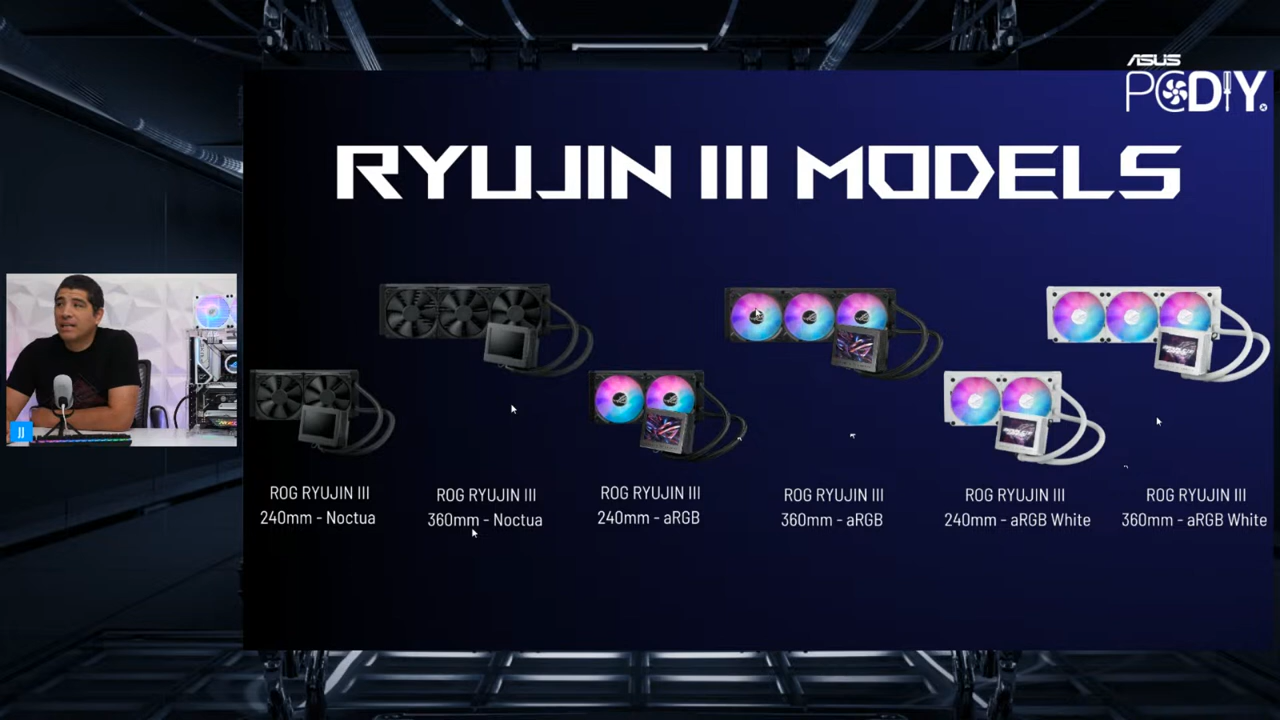 ASUS
PCDIY
RYUJIN III MODELS
JJ
ROG RYUJIN III
240mm - Noctua
ROG RYUJIN III
360mm - Noctua
ROG RYUJIN III
240mm - aRGB
ROG RYUJIN III
360mm - aRGB
ROG RYUJIN III
240mm - aRGB White
ROG RYUJIN III
360mm - aRGB White